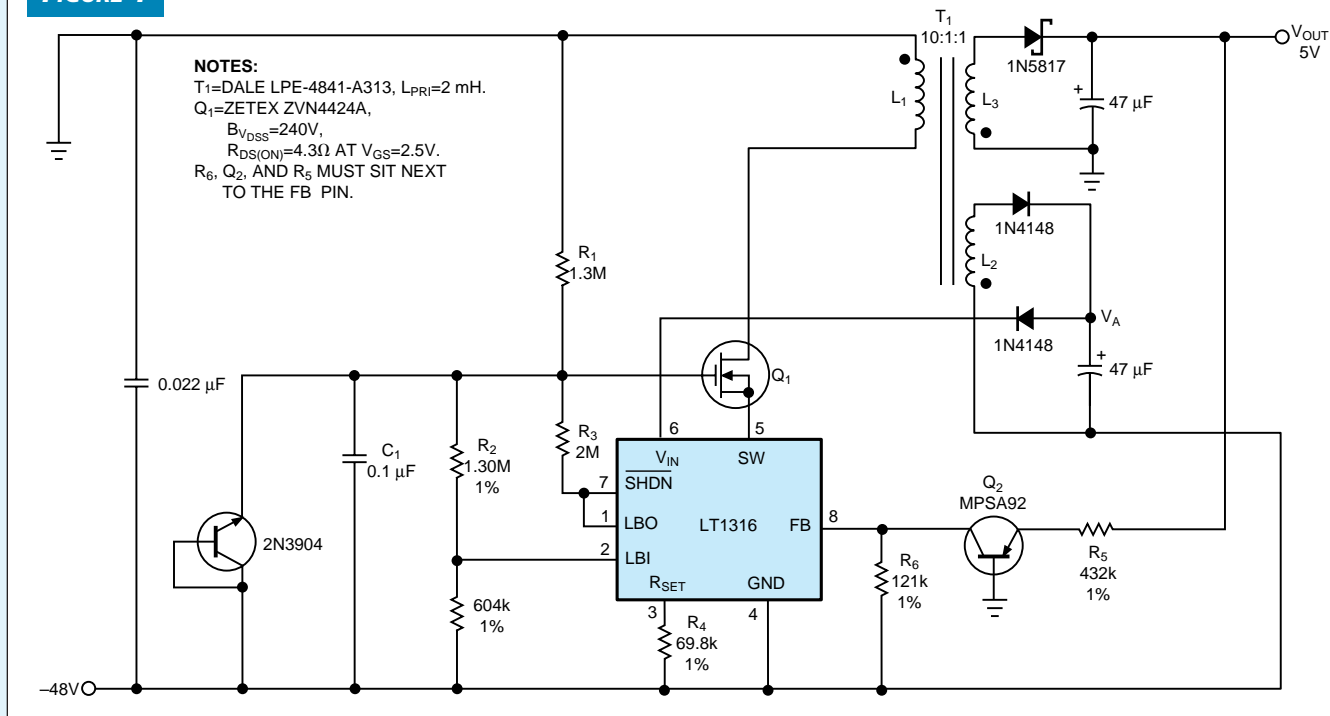 NOTES:
T1=DALE LPE-4841-A313, LPRI=2 mH.
Q1=ZETEX ZVN4424A,
BVDSS=240V,
RDS(ON)=4.3Ω AT VGS=2.5V.
R6, Q2, AND R5 MUST SIT NEXT
TO THE FB PIN.
T1
10:1:1
1N5817
VOUT
5V
L1
L3
+
47 µF
1N4148
L2
R1
1.3M
VA
1N4148
+
47 µF
0.022 µF
Q1
C1
0.1 µF
R2
1.30M
1%
R3
2M
6
5
VIN
SW
7
SHDN
1
LBO
LT1316
FB
8
2
LBI
RSET
GND
3
4
2N3904
604k
1%
R4
69.8k
1%
R6
121k
1%
Q2
MPSA92
R5
432k
1%
–48V